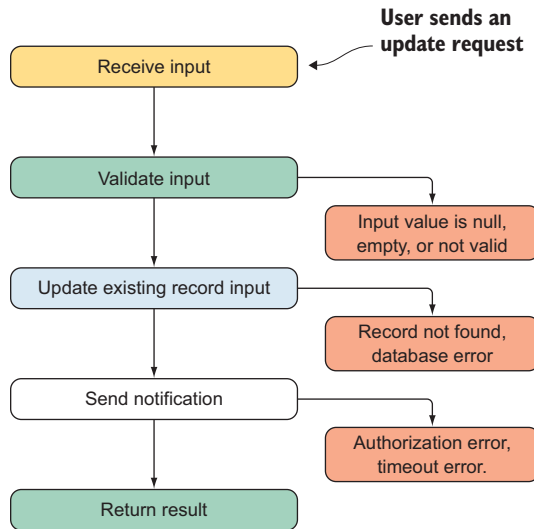 User sends an
update request
Receive input
Validate input
Input value is null,
empty, or not valid
Update existing record input
Record not found,
database error
Send notification
Authorization error,
timeout error.
Return result